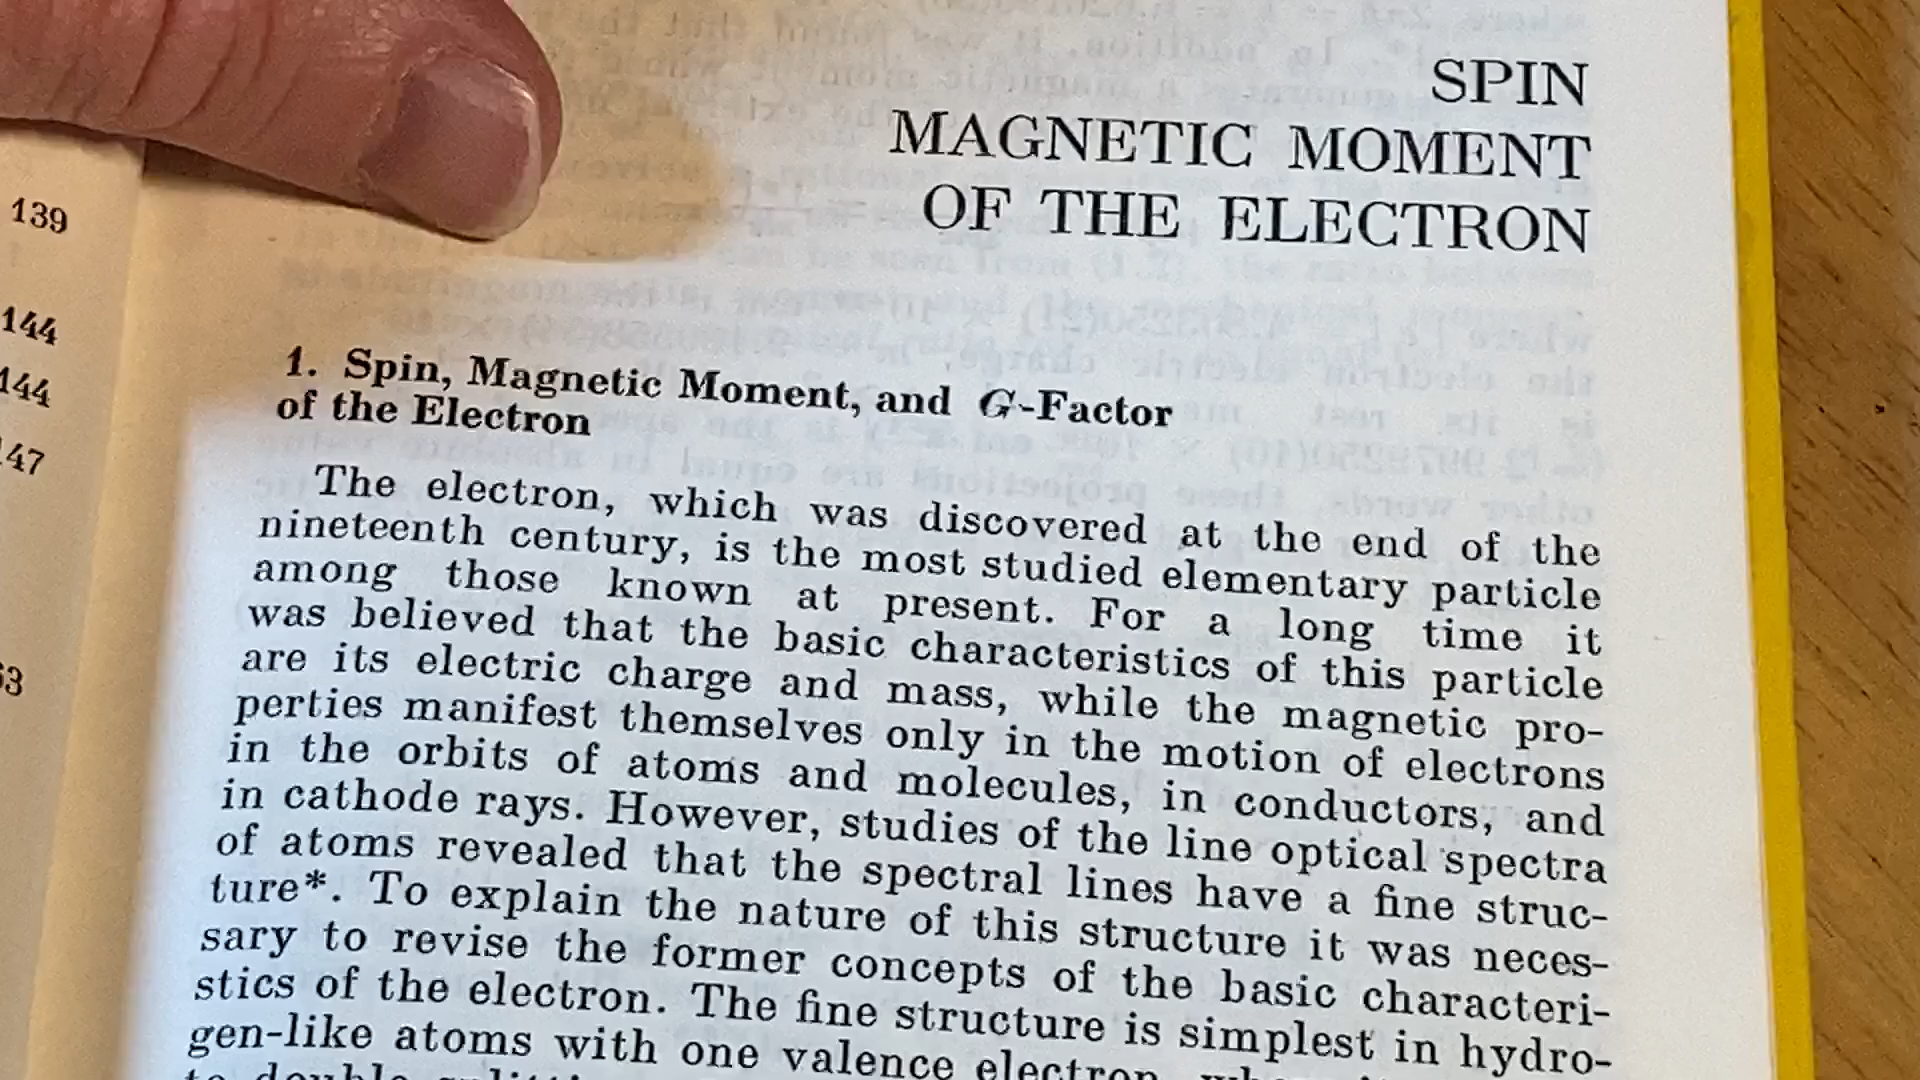 139
144
144
147
SPIN
MAGNETIC MOMENT
OF THE ELECTRON
1. Spin, Magnetic Moment, and G-Factor
of the Electron
The electron, which was discovered at the end of the
nineteenth century, is the most studied elementary particle
among those known at present. For a long time it
was believed that the basic characteristics of this particle
are its electric charge and mass, while the magnetic pro-
perties manifest themselves only in the motion of electrons
in the orbits of atoms and molecules, in conductors, and
in cathode rays. However, studies of the line optical spectra
of atoms revealed that the spectral lines have a fine struc-
ture*. To explain the nature of this structure it was neces-
sary to revise the former concepts of the basic characteri-
stics of the electron. The fine structure is simplest in hydro-
gen-like atoms with one valence electron,
to double